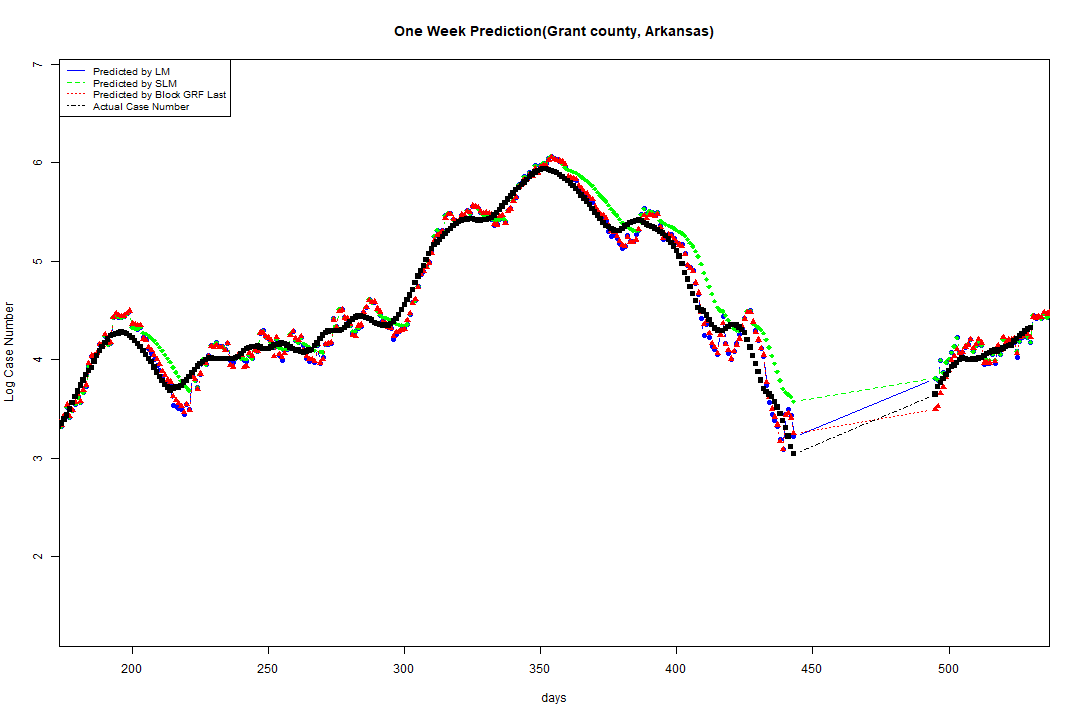 One Week Prediction(Grant county, Arkansas)
Predicted by LM
Predicted by SLM
Predicted by Block GRF Last
Actual Case Number
Log Case Number
7
6
5
4
3
2
200 250 300 350 400 450 500
days